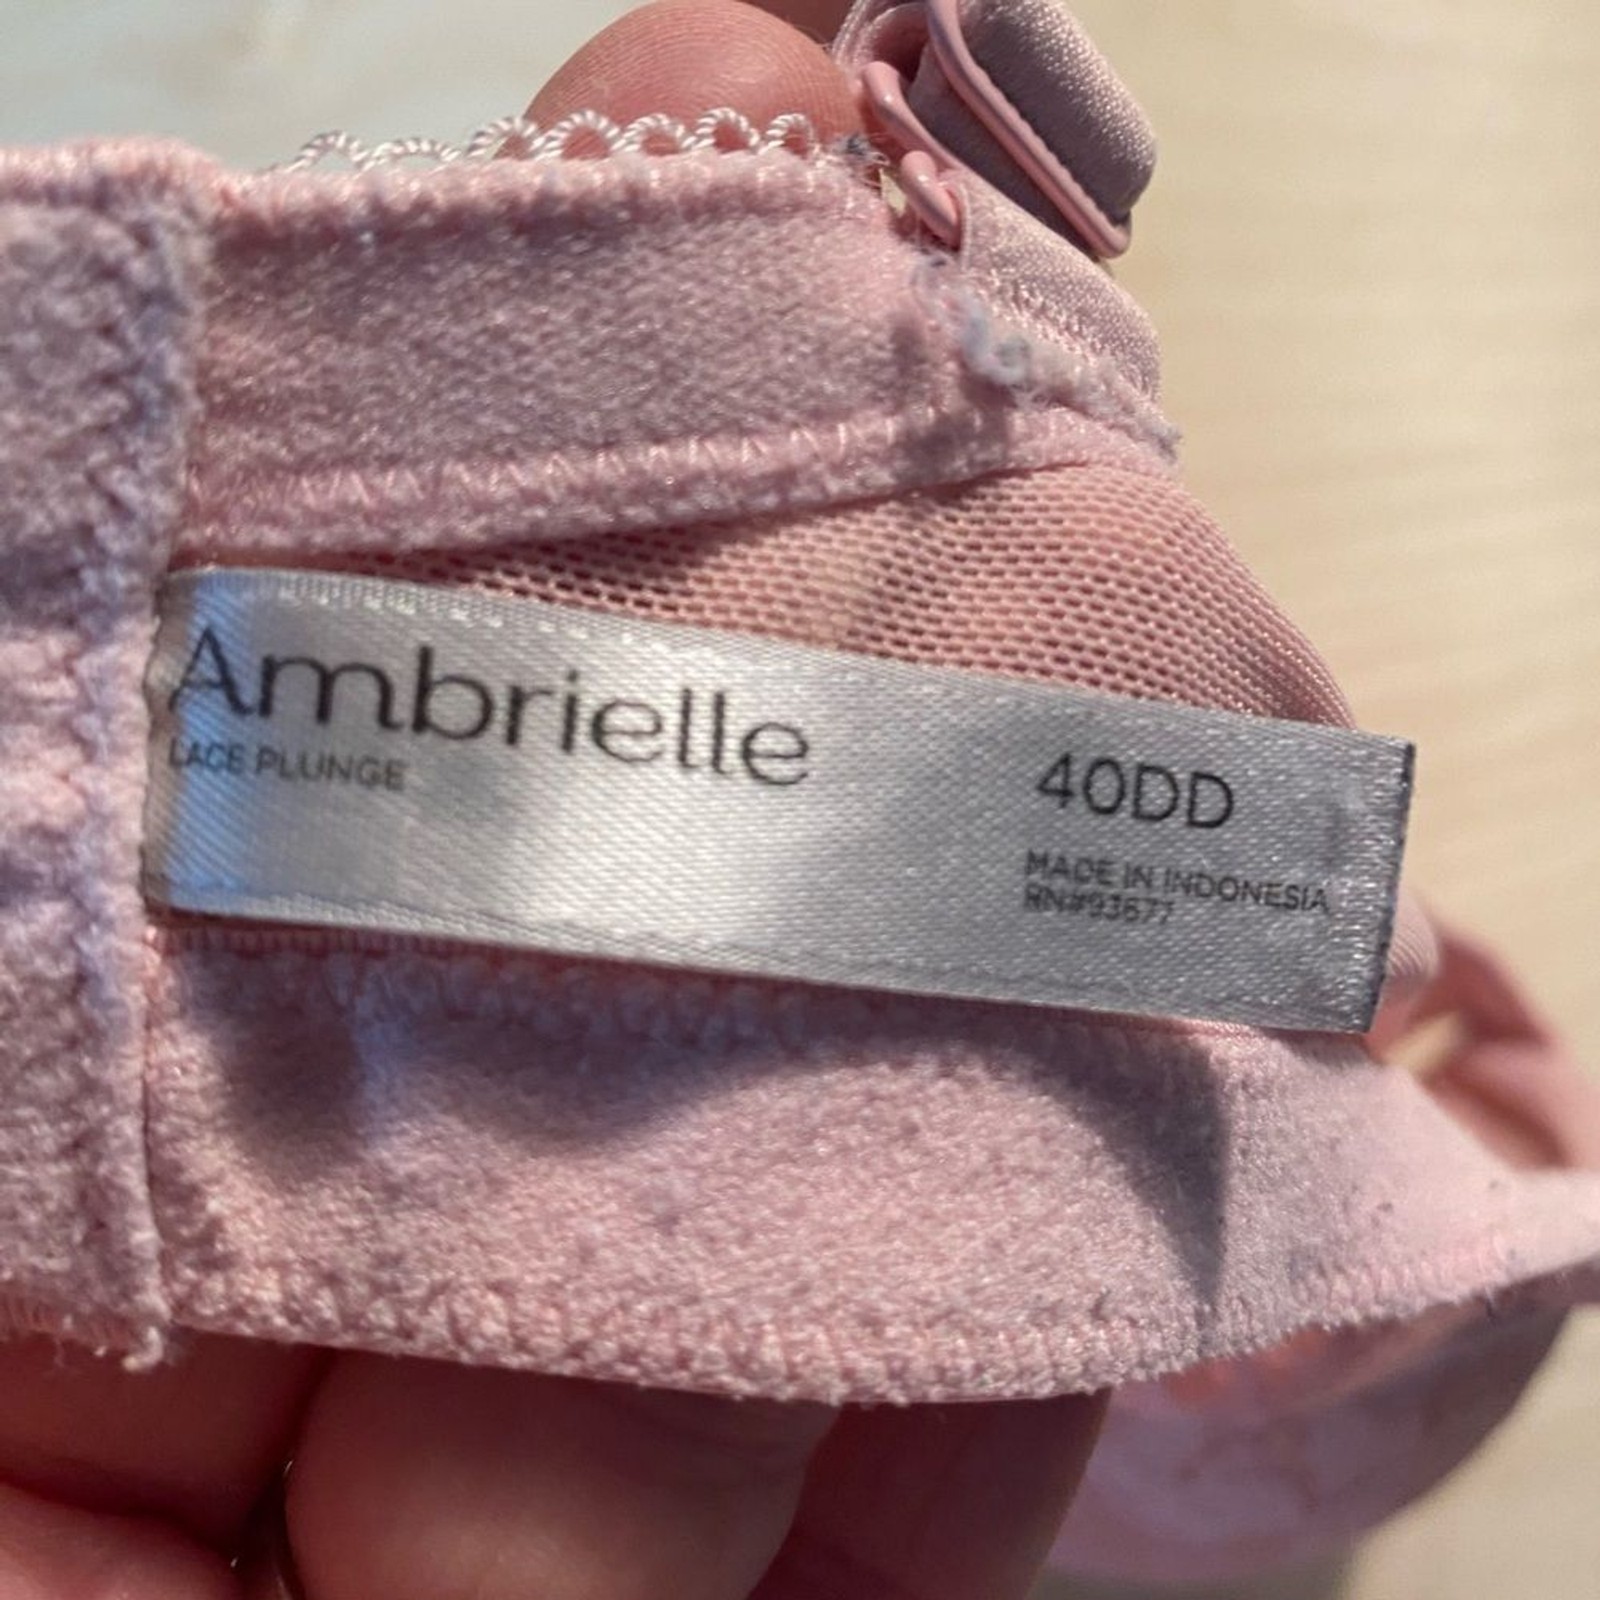 Ambrielle
LACE PLUNGE
40DD
MADE IN INDONESIA
RN#93677